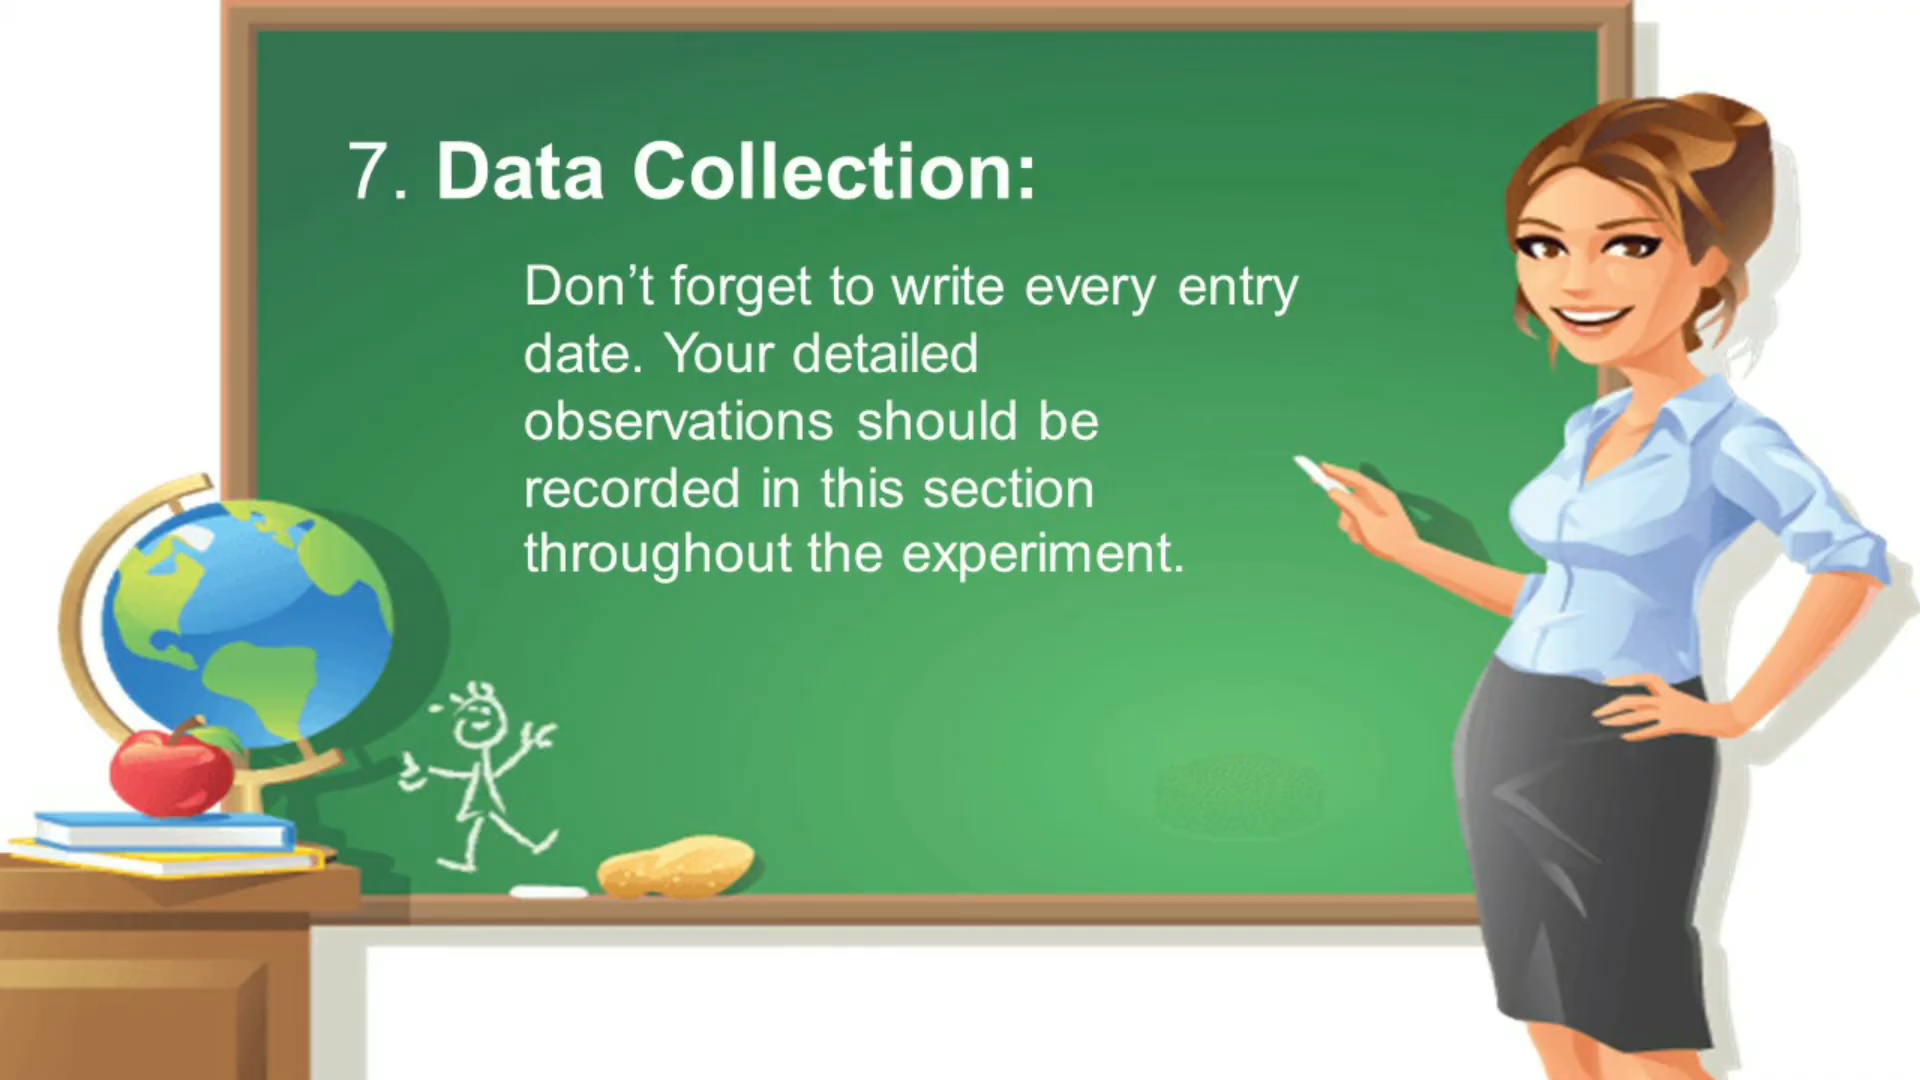 7. Data Collection:
Don’t forget to write every entry
date. Your detailed
observations should be
recorded in this section
throughout the experiment.